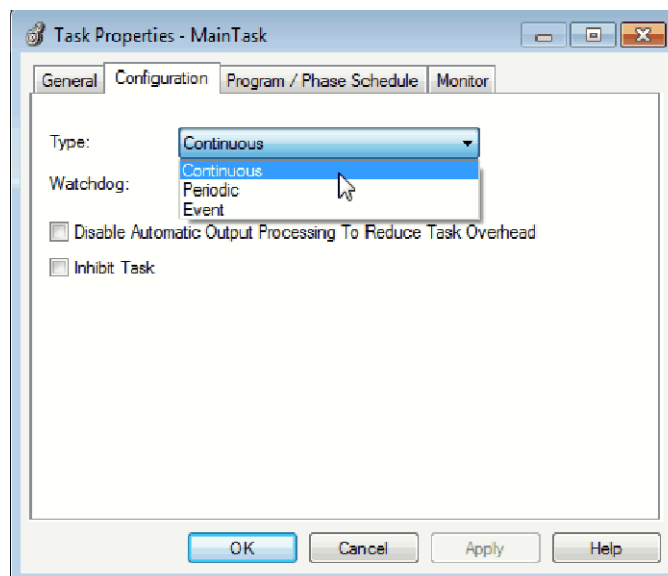 Task Properties - MainTask
General Configuration Program / Phase Schedule Monitor
Type: Continuous
Continuous
Watchdog: Periodic
Event
Disable Automatic Output Processing To Reduce Task Overhead
Inhibit Task
OK Cancel Apply Help